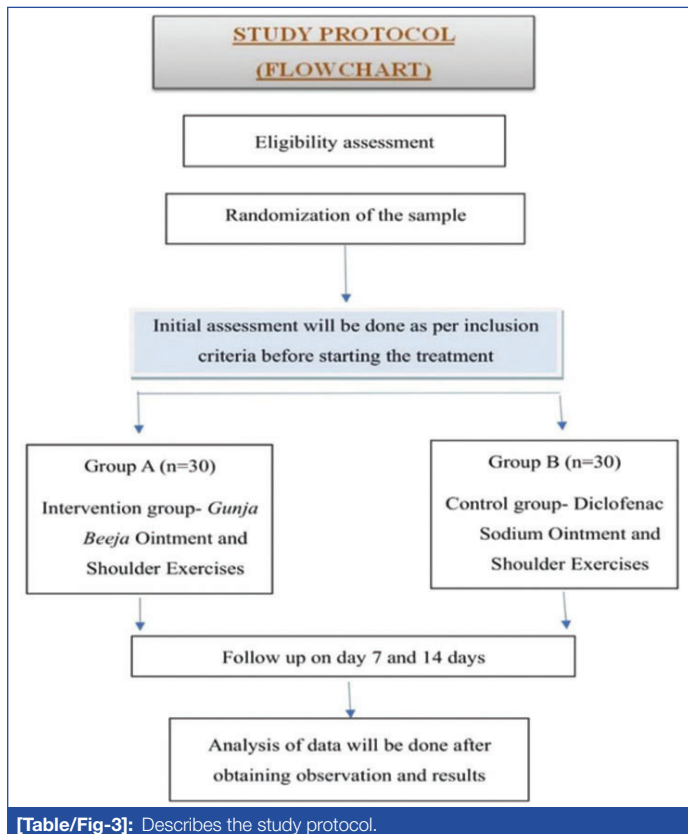 STUDY PROTOCOL
(FLOWCHART)
Eligibility assessment
Randomization of the sample
Initial assessment will be done as per inclusion
criteria before starting the treatment
Group A (n=30)
Intervention group- Gunja
Beeja Ointment and
Shoulder Exercises
Group B (n=30)
Control group- Diclofenac
Sodium Ointment and
Shoulder Exercises
Follow up on day 7 and 14 days
Analysis of data will be done after
obtaining observation and results
[Table/Fig-3]: Describes the study protocol.